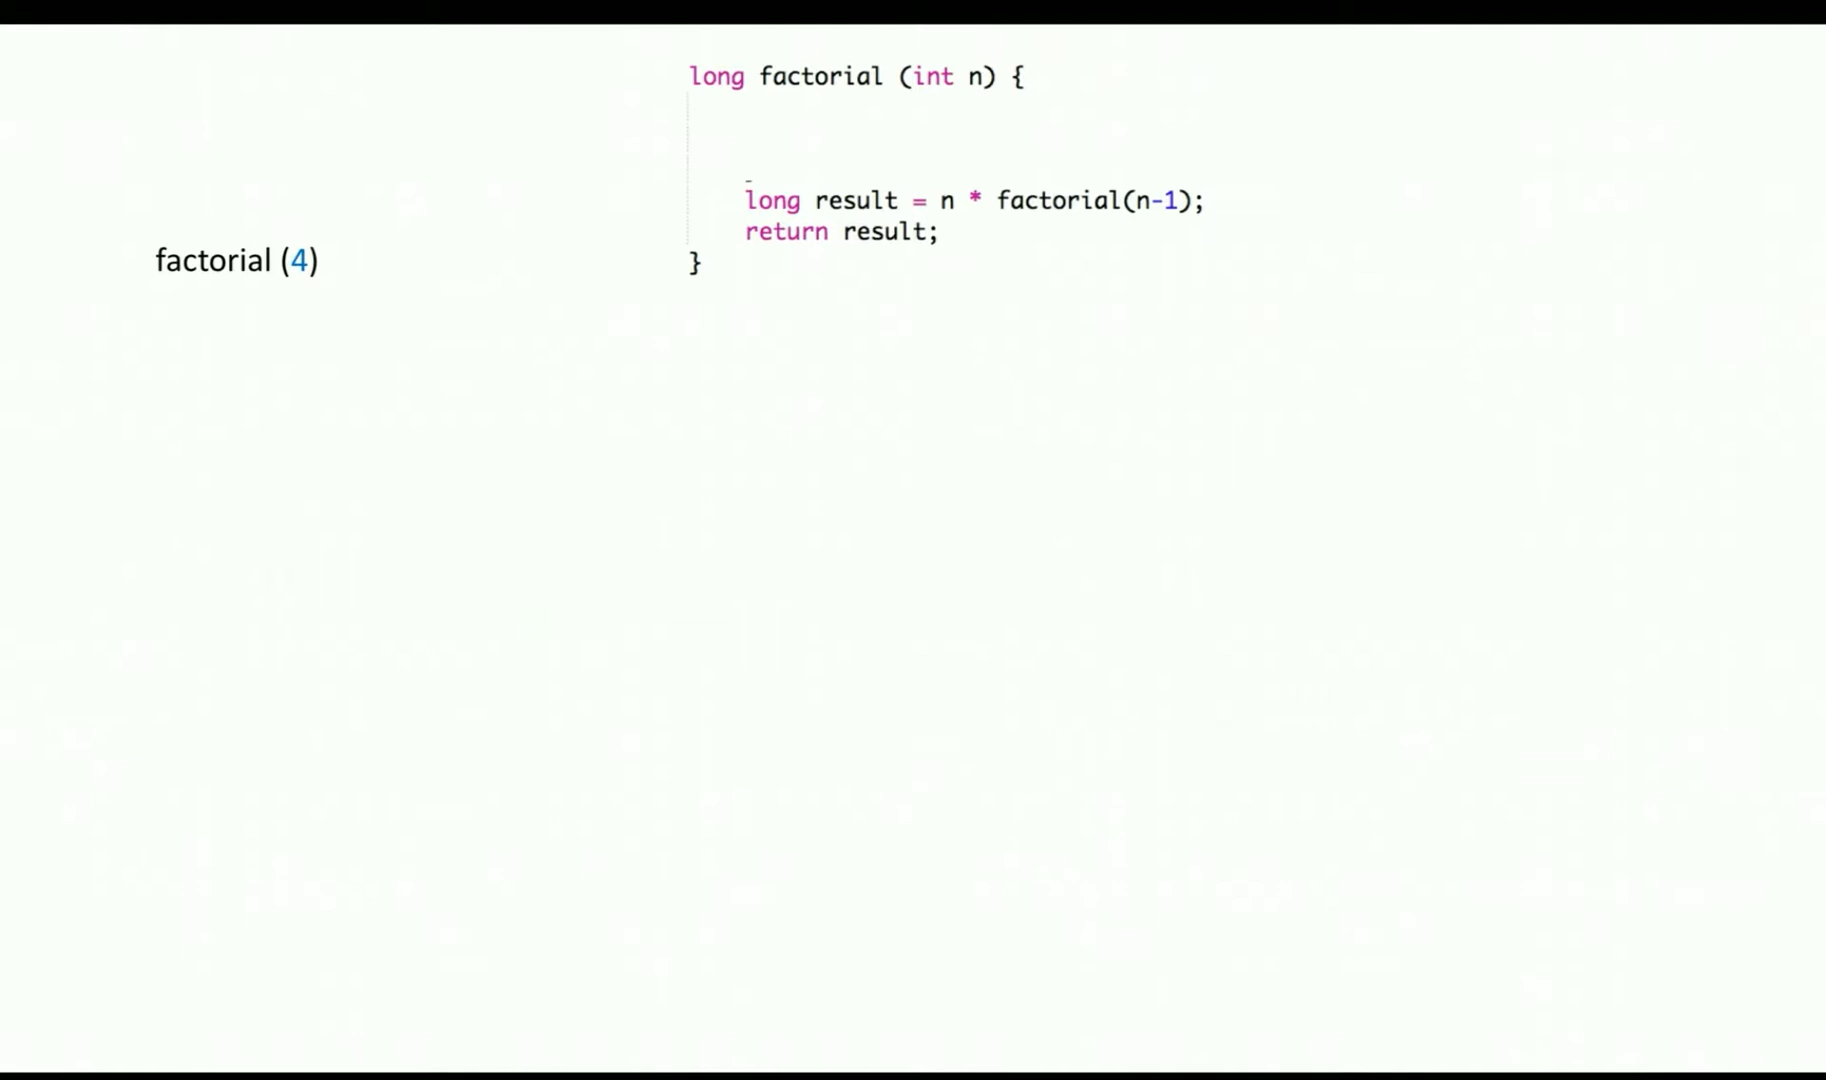 long factorial (int n) {
long result = n * factorial(n-1);
return result;
}
factorial (4)